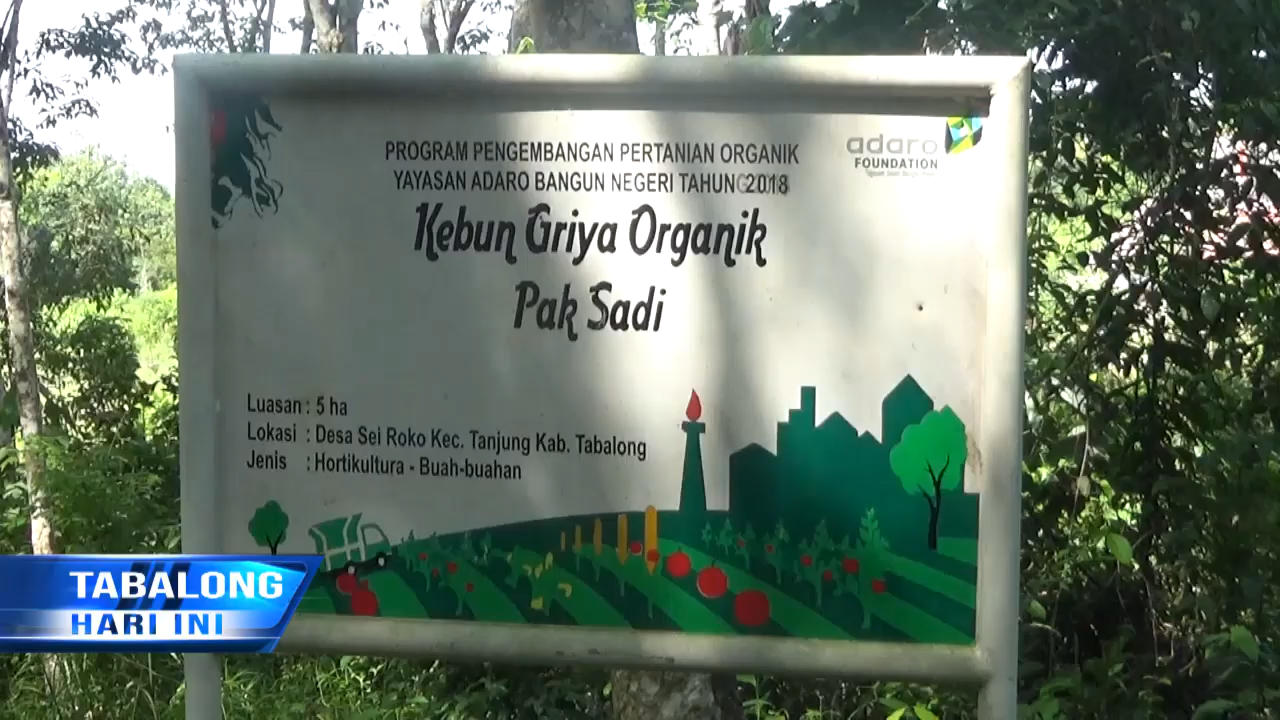 PROGRAM PENGEMBANGAN PERTANIAN ORGANIK
YAYASAN ADARO BANGUN NEGERI TAHUN 2018
adaro
FOUNDATION
Kebun Griya Organik
Pak Sadi
Luasan : 5 ha
Lokasi : Desa Sei Roko Kec. Tanjung Kab. Tabalong
Jenis : Hortikultura - Buah-buahan
TABALONG
HARI INI